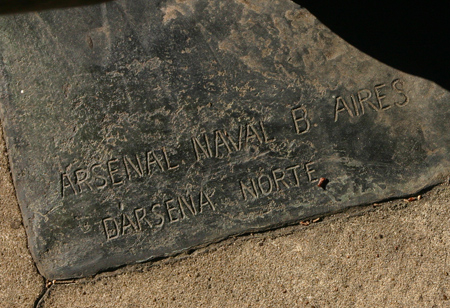 ARSENAL NAVAL B. AIRES
DARSENA NORTE